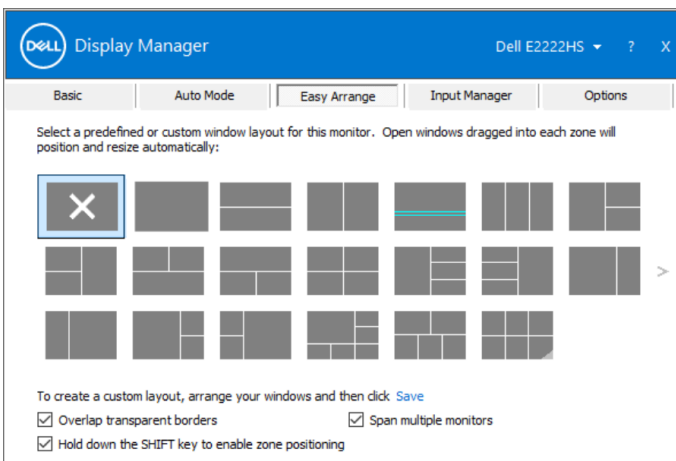 DELL Display Manager Dell E2222HS ? X
Basic Auto Mode Easy Arrange Input Manager Options
Select a predefined or custom window layout for this monitor. Open windows dragged into each zone will
position and resize automatically:
>
To create a custom layout, arrange your windows and then click Save
Overlap transparent borders Span multiple monitors
Hold down the SHIFT key to enable zone positioning